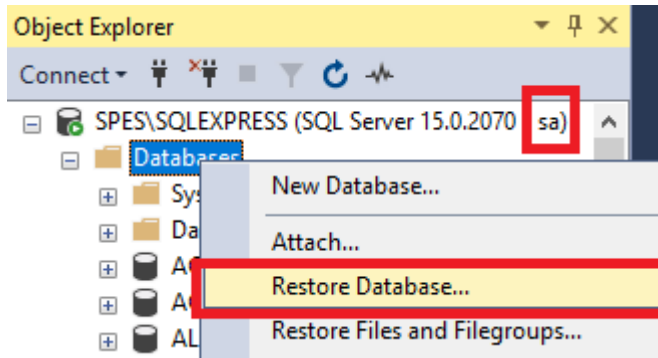 Object Explorer
Connect
SPES\SQLEXPRESS (SQL Server 15.0.2070 sa)
Databases
New Database...
Attach...
Restore Database...
Restore Files and Filegroups...